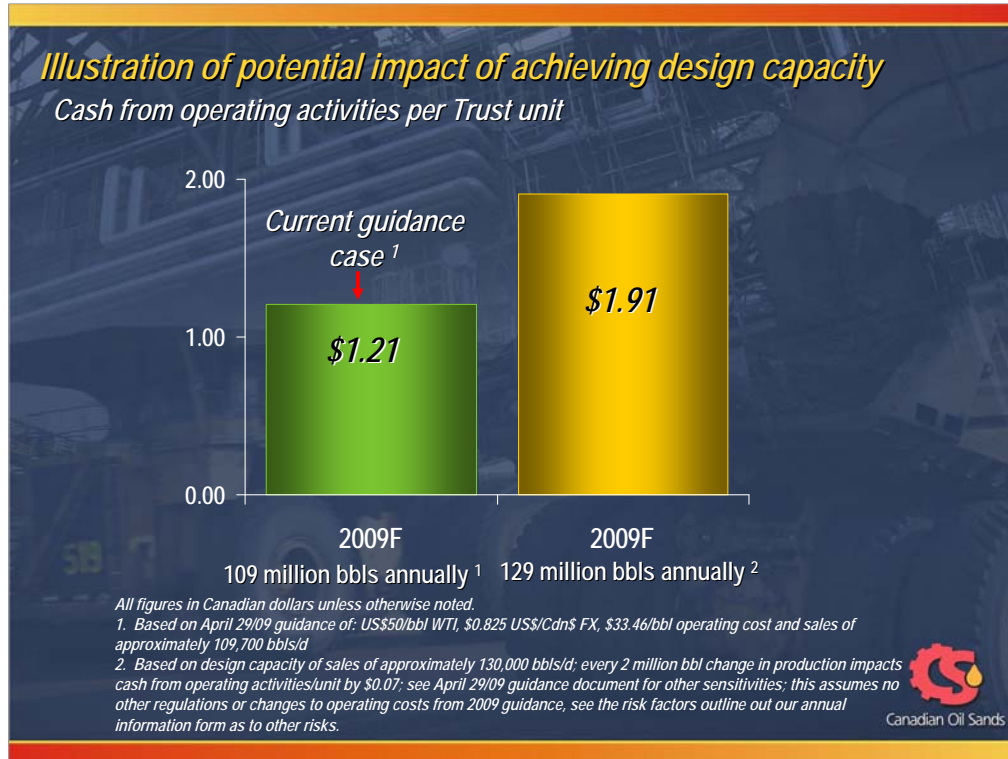 Illustration of potential impact of achieving design capacity
Cash from operating activities per Trust unit
2.00
Current guidance
case 1
$1.91
$1.21
1.00
0.00
2009F
109 million bbls annually 1
2009F
129 million bbls annually 2
All figures in Canadian dollars unless otherwise noted.
1. Based on April 29/09 guidance of: US$50/bbl WTI, $0.825 US$/Cdn$ FX, $33.46/bbl operating cost and sales of
approximately 109,700 bbls/d
2. Based on design capacity of sales of approximately 130,000 bbls/d; every 2 million bbl change in production impacts
cash from operating activities/unit by $0.07; see April 29/09 guidance document for other sensitivities; this assumes no
other regulations or changes to operating costs from 2009 guidance, see the risk factors outline out our annual
information form as to other risks.
Canadian Oil Sands